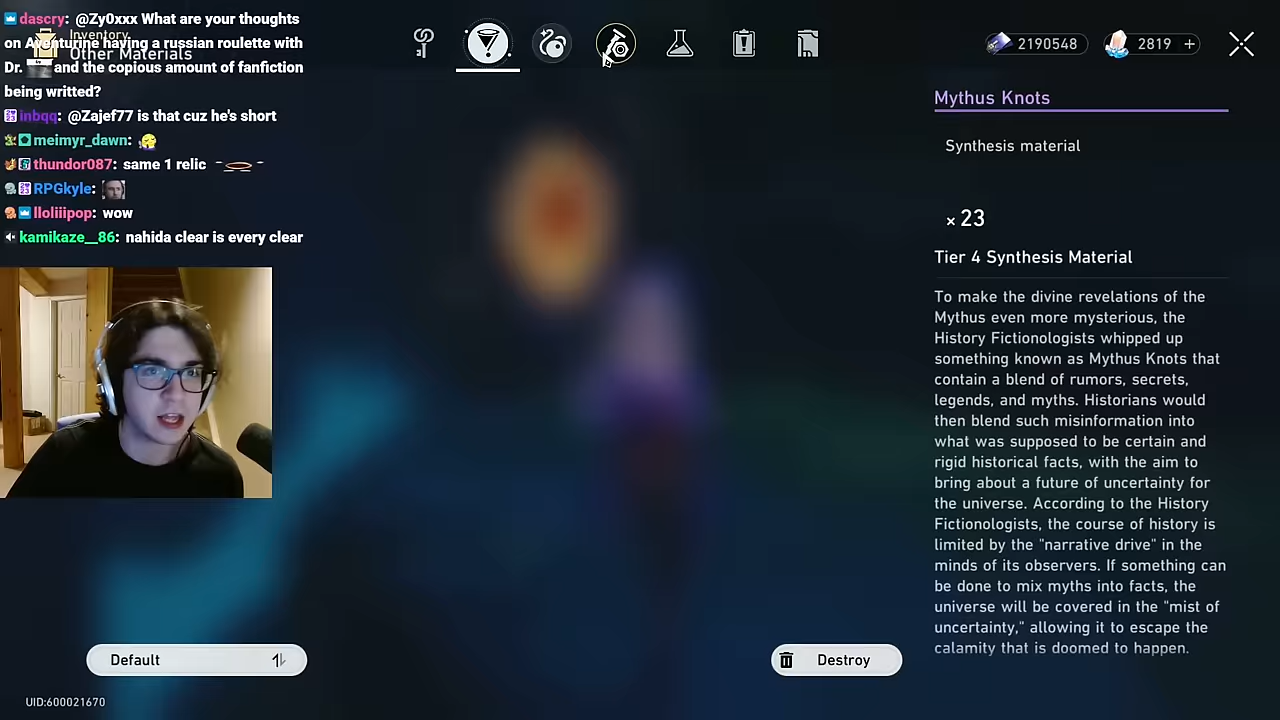 dascry: @Zy0xxx What are your thoughts
on Aventurine having a russian roulette with
Dr. and the copious amount of fanfiction
being writted?
inbqq: @Zajef77 is that cuz he's short
meimyr_dawn:
thundor087: same 1 relic
RPGkyle:
lloliiipop: wow
kamikaze__86: nahida clear is every clear
Inventory
Other Materials
2190548
2819 +
Mythus Knots
Synthesis material
× 23
Tier 4 Synthesis Material
To make the divine revelations of the
Mythus even more mysterious, the
History Fictionologists whipped up
something known as Mythus Knots that
contain a blend of rumors, secrets,
legends, and myths. Historians would
then blend such misinformation into
what was supposed to be certain and
rigid historical facts, with the aim to
bring about a future of uncertainty for
the universe. According to the History
Fictionologists, the course of history is
limited by the "narrative drive" in the
minds of its observers. If something can
be done to mix myths into facts, the
universe will be covered in the "mist of
uncertainty," allowing it to escape the
calamity that is doomed to happen.
Default
Destroy
UID:600021670